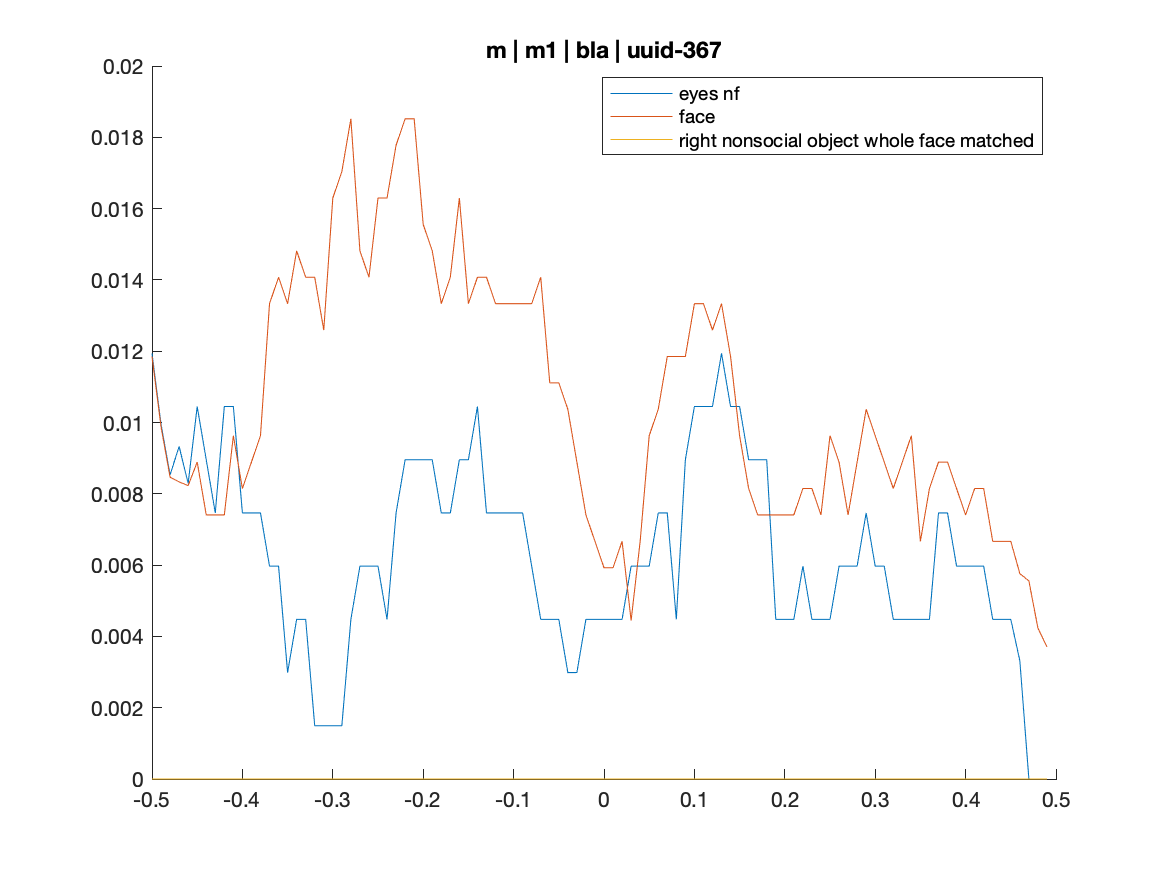 m | m1 | bla | uuid-367
0.02
eyes nf
face
right nonsocial object whole face matched
0.018
0.016
0.014
0.012
0.01
0.008
0.006
0.004
0.002
0
-0.5 -0.4 -0.3 -0.2 -0.1 0 0.1 0.2 0.3 0.4 0.5